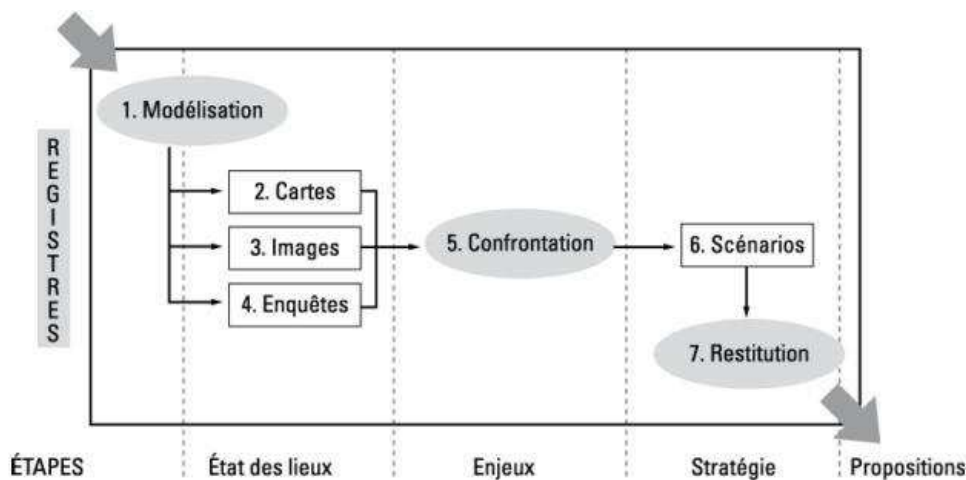 1. Modélisation
REGISTRES
2. Cartes
3. Images
4. Enquêtes
5. Confrontation
6. Scénarios
7. Restitution
ÉTAPES
État des lieux
Enjeux
Stratégie
Propositions